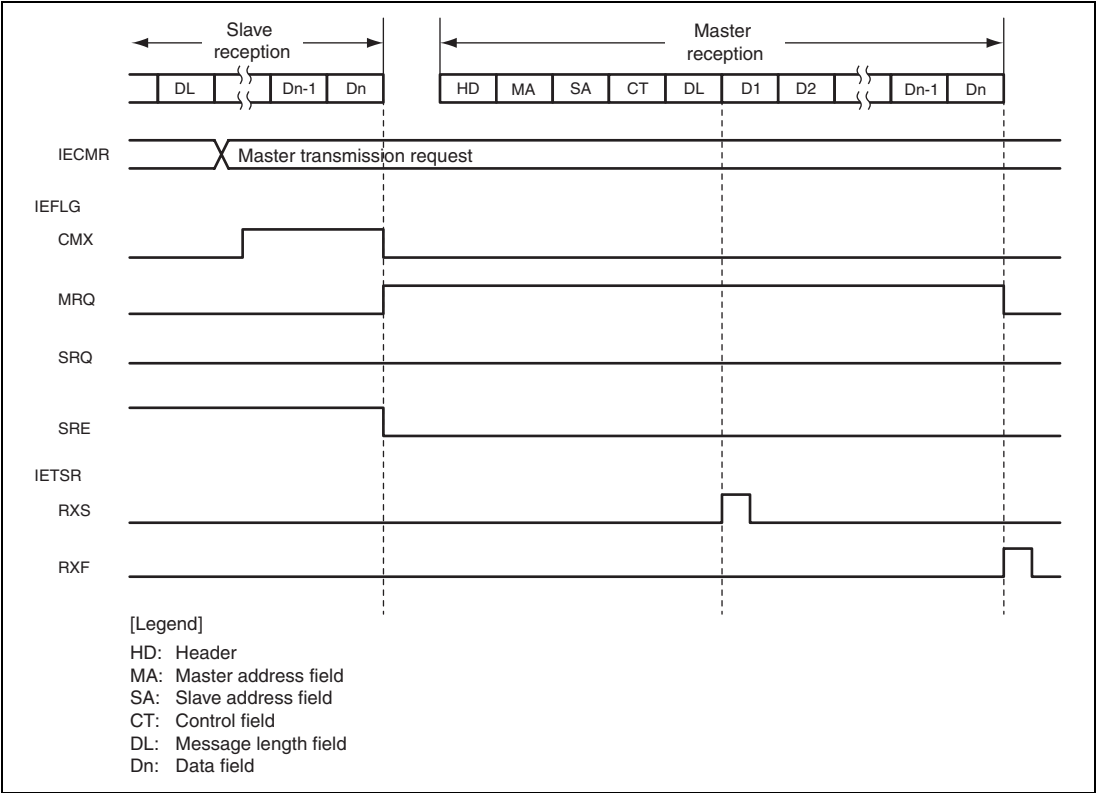 Slave
reception
Master
reception
DL Dn-1 Dn HD MA SA CT DL D1 D2 Dn-1 Dn
IECMR Master transmission request
IEFLG
CMX
MRQ
SRQ
SRE
IETSR
RXS
RXF
[Legend]
HD: Header
MA: Master address field
SA: Slave address field
CT: Control field
DL: Message length field
Dn: Data field